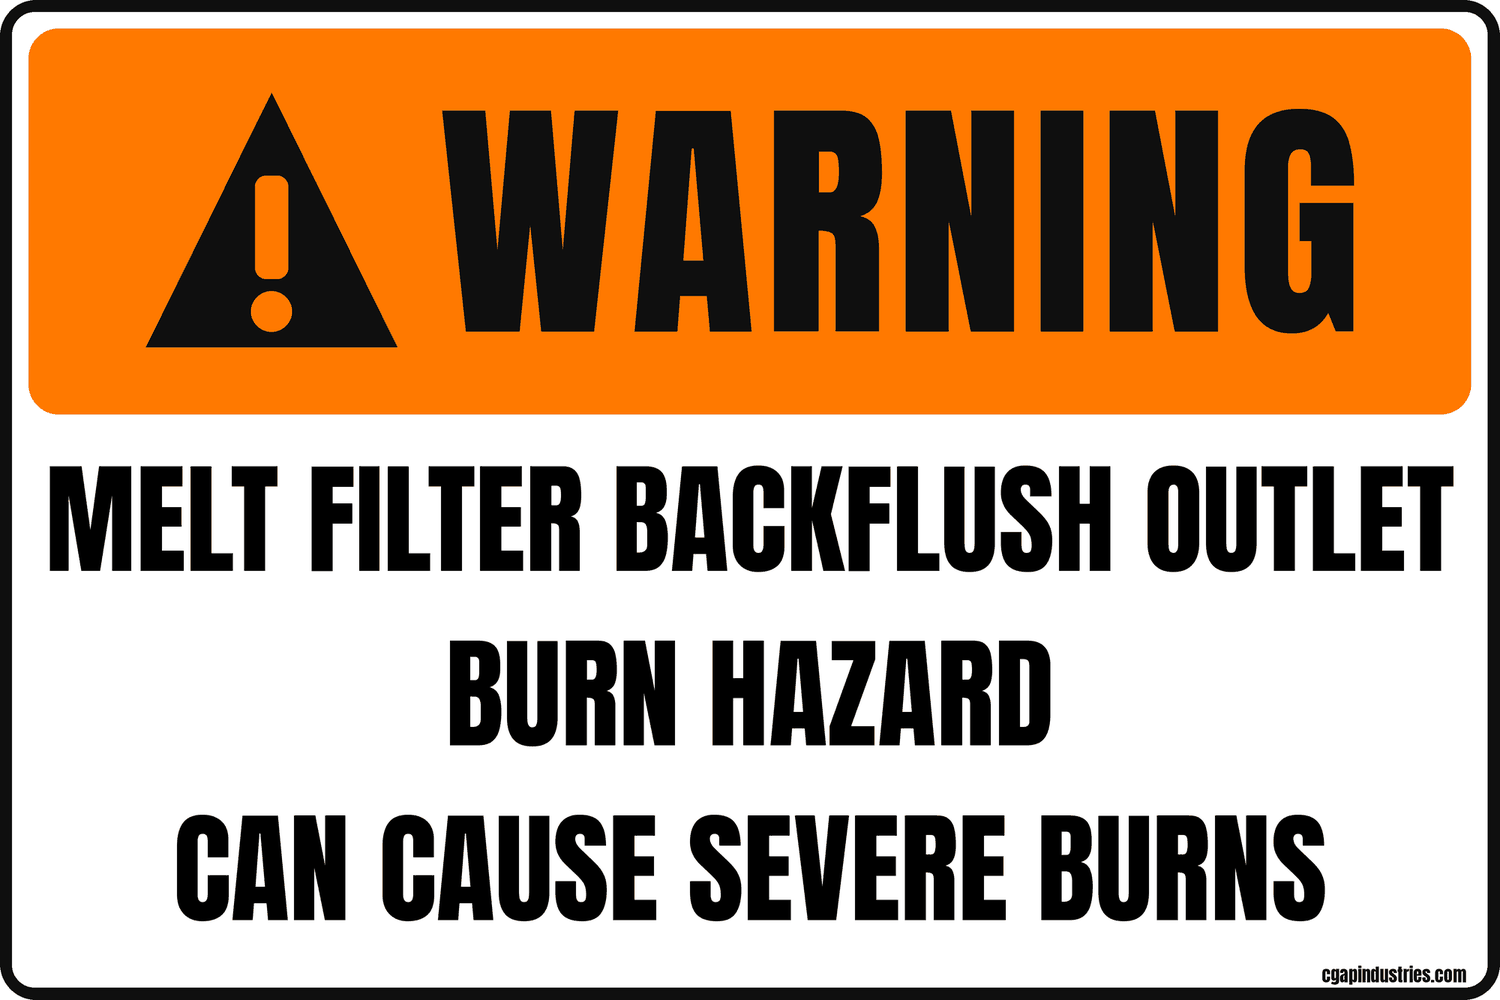 WARNING
MELT FILTER BACKFLUSH OUTLET
BURN HAZARD
CAN CAUSE SEVERE BURNS
cgapindustries.com